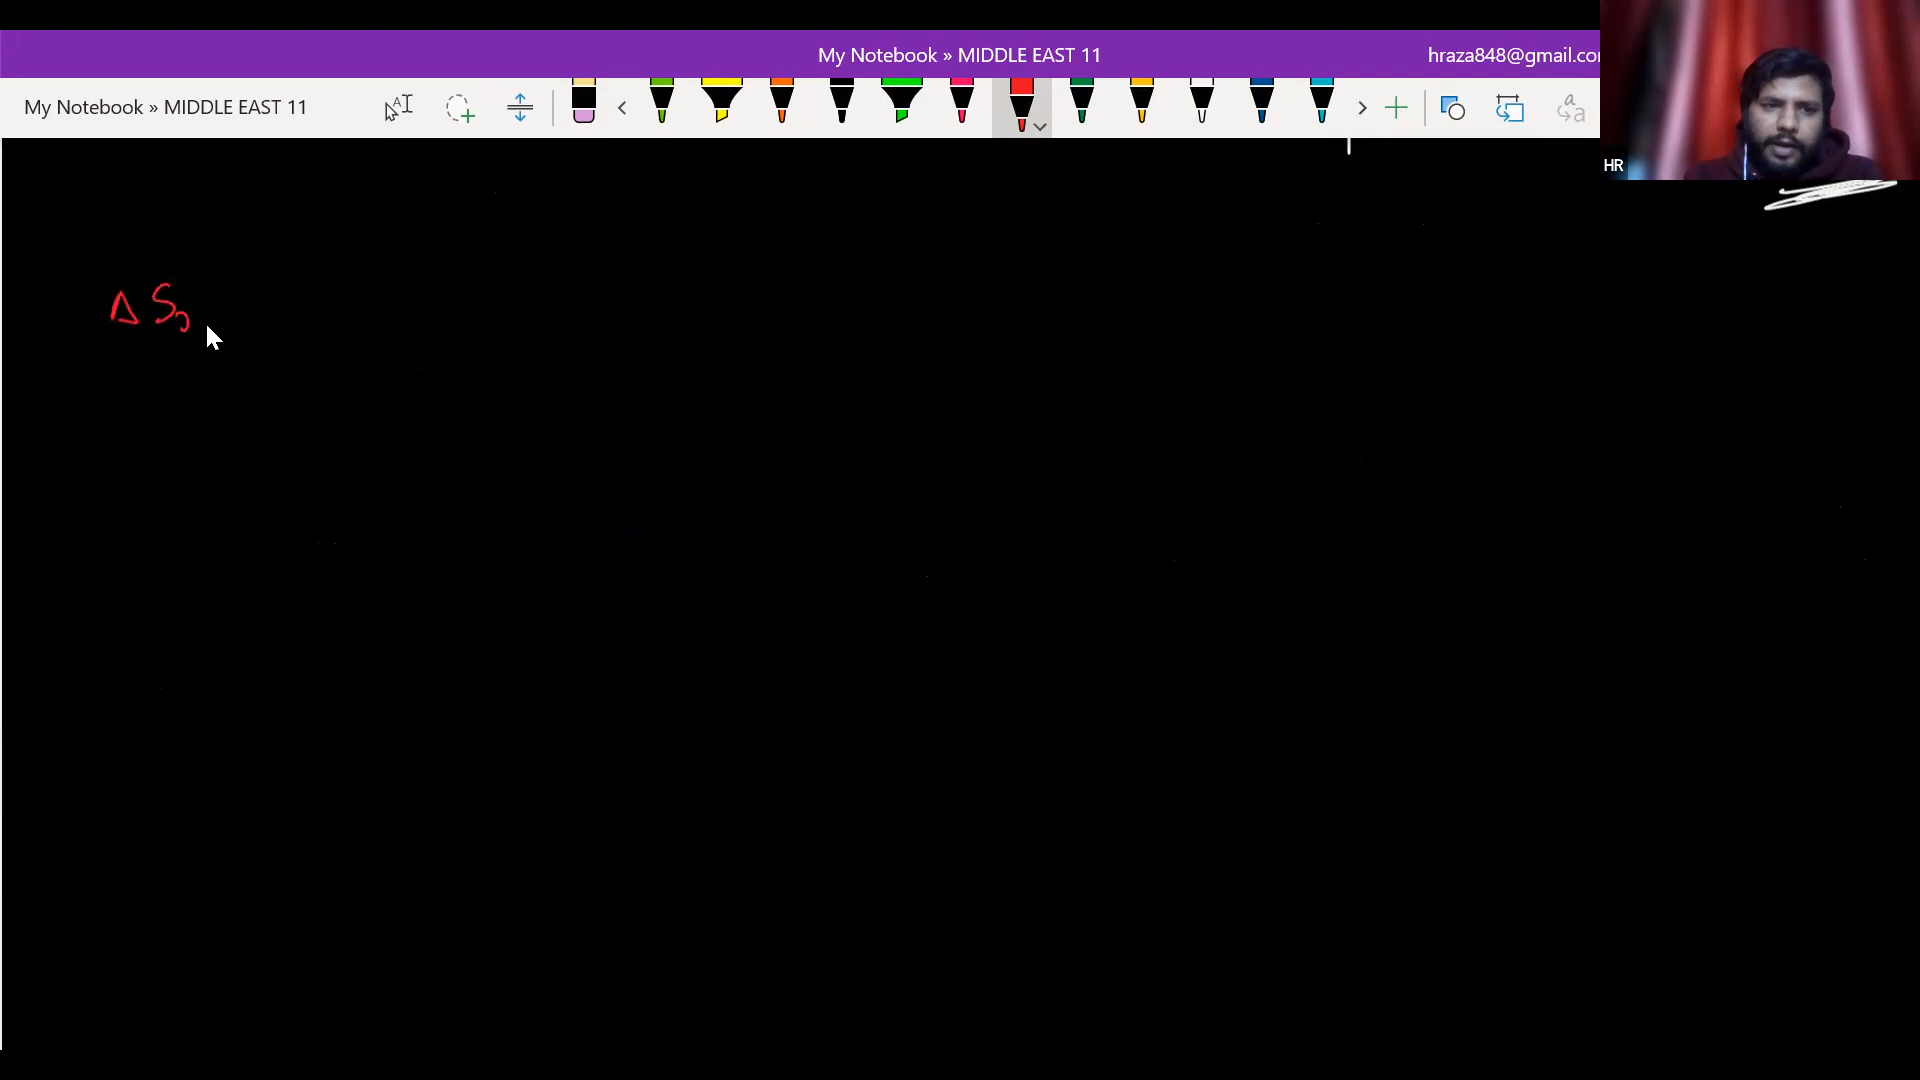 My Notebook » MIDDLE EAST 11
hraza848@gmail.co
My Notebook » MIDDLE EAST 11
HR
Δ S